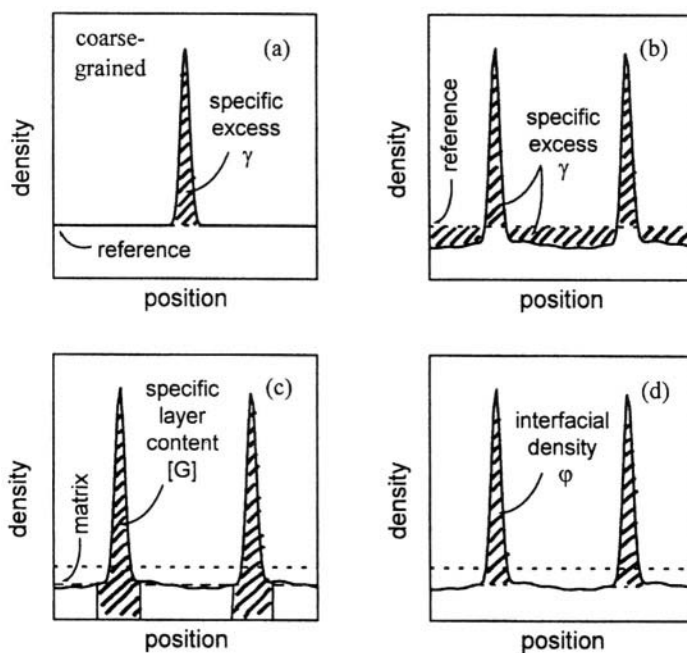 coarse-
grained
(a)
specific
excess
γ
density
reference
position
(b)
reference
specific
excess
γ
density
position
(c)
specific
layer
content
[G]
matrix
density
position
(d)
interfacial
density
φ
density
position